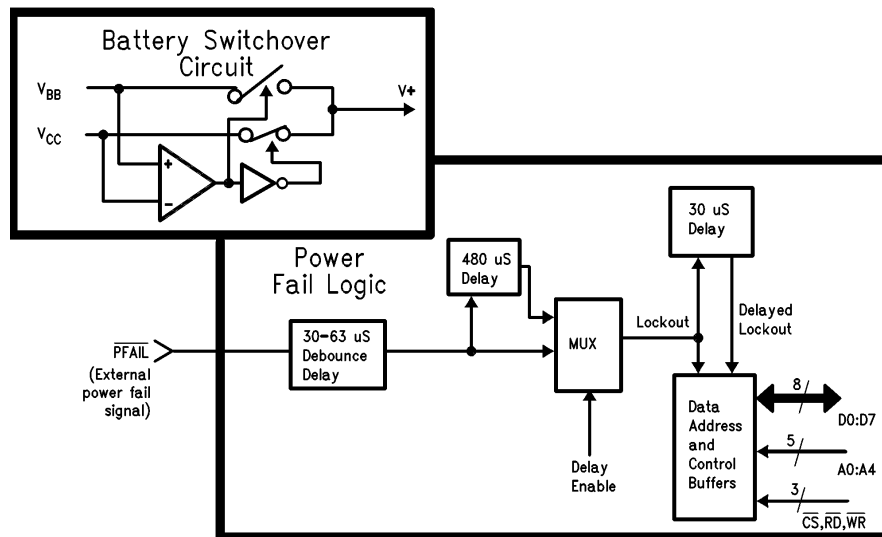 Battery Switchover
Circuit
VBB
VCC
V+
+
−
Power
Fail Logic
480 uS
Delay
30 uS
Delay
PFAIL
(External
power fail
signal)
30-63 uS
Debounce
Delay
MUX
Lockout
Delayed
Lockout
Delay
Enable
Data
Address
and
Control
Buffers
8
D0:D7
5
A0:A4
3
CS,RD,WR